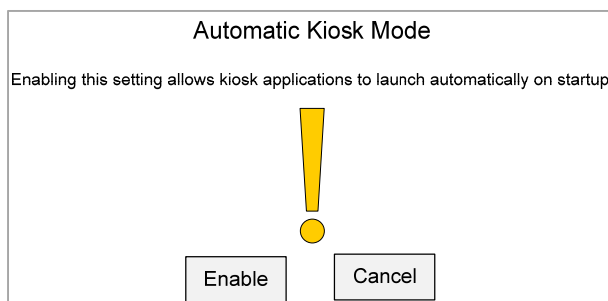 Automatic Kiosk Mode
Enabling this setting allows kiosk applications to launch automatically on startup
Enable
Cancel